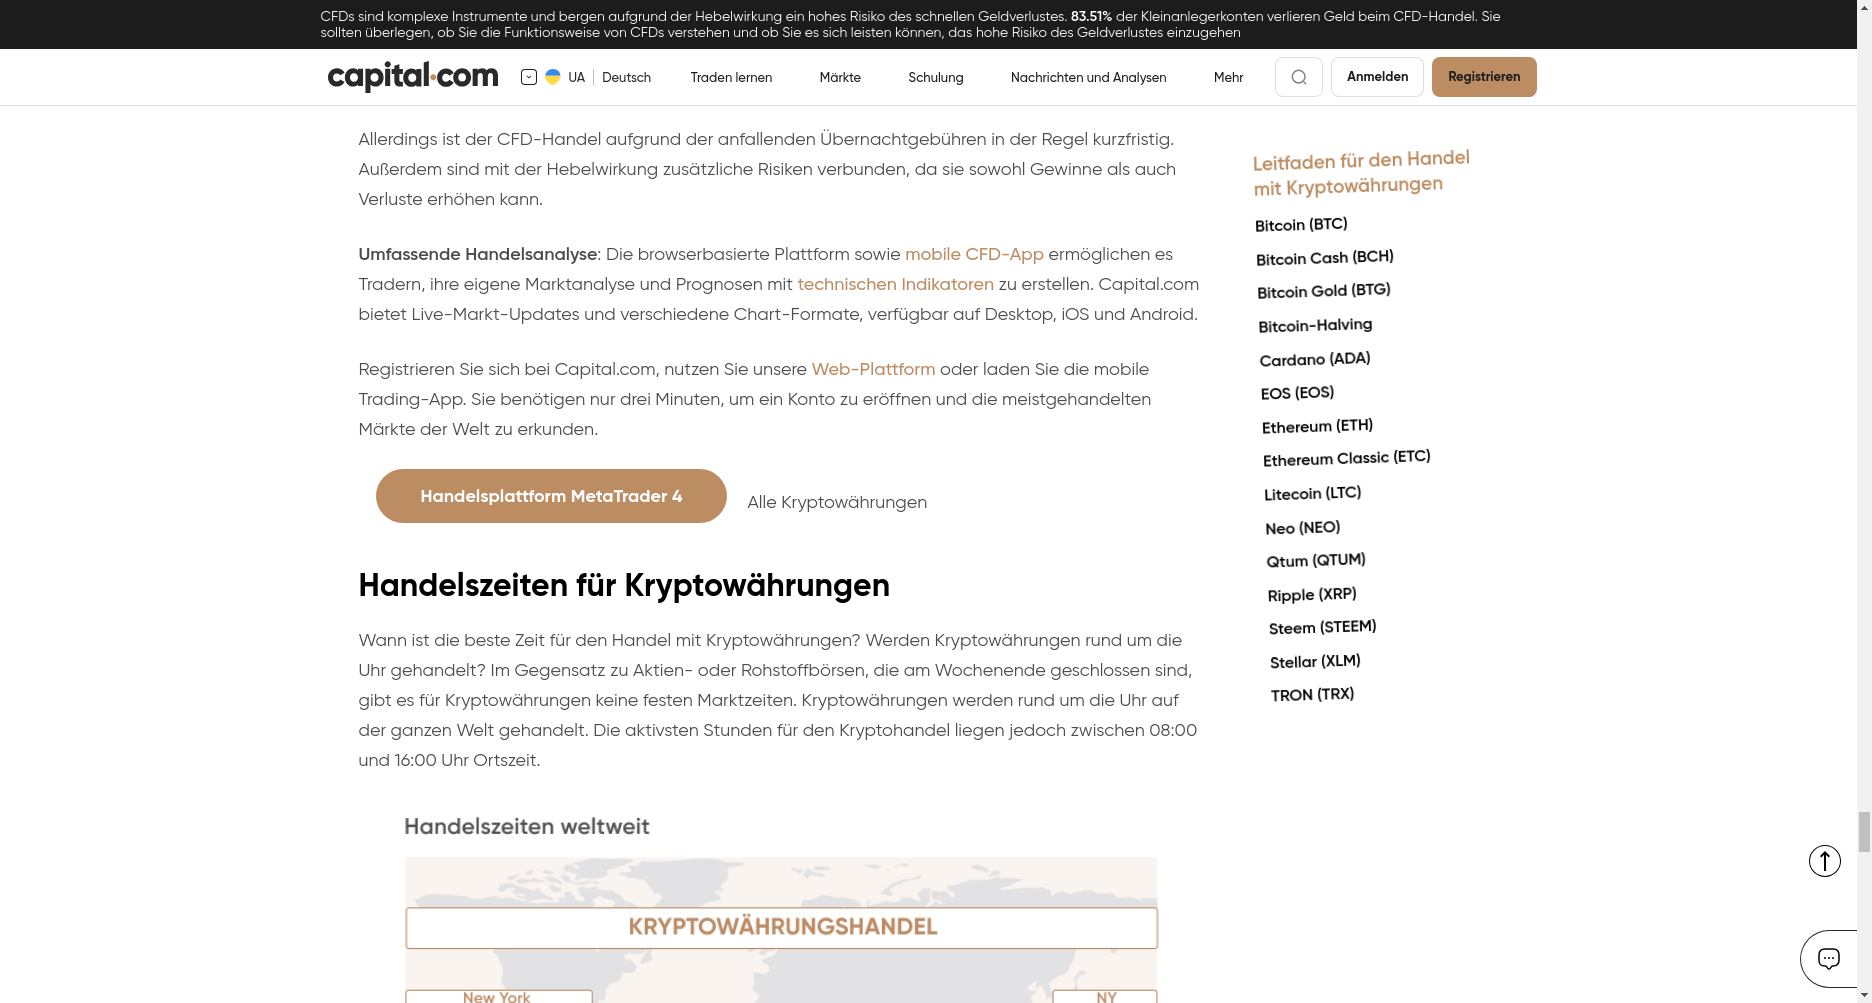 CFDs sind komplexe Instrumente und bergen aufgrund der Hebelwirkung ein hohes Risiko des schnellen Geldverlustes. 83.51% der Kleinanlegerkonten verlieren Geld beim CFD-Handel. Sie
sollten überlegen, ob Sie die Funktionsweise von CFDs verstehen und ob Sie es sich leisten können, das hohe Risiko des Geldverlustes einzugehen
capital.com UA Deutsch Traden lernen Märkte Schulung Nachrichten und Analysen Mehr Anmelden Registrieren
Allerdings ist der CFD-Handel aufgrund der anfallenden Übernachtgebühren in der Regel kurzfristig.
Außerdem sind mit der Hebelwirkung zusätzliche Risiken verbunden, da sie sowohl Gewinne als auch
Verluste erhöhen kann.
Umfassende Handelsanalyse: Die browserbasierte Plattform sowie mobile CFD-App ermöglichen es
Tradern, ihre eigene Marktanalyse und Prognosen mit technischen Indikatoren zu erstellen. Capital.com
bietet Live-Markt-Updates und verschiedene Chart-Formate, verfügbar auf Desktop, iOS und Android.
Registrieren Sie sich bei Capital.com, nutzen Sie unsere Web-Plattform oder laden Sie die mobile
Trading-App. Sie benötigen nur drei Minuten, um ein Konto zu eröffnen und die meistgehandelten
Märkte der Welt zu erkunden.
Handelsplattform MetaTrader 4
Alle Kryptowährungen
Handelszeiten für Kryptowährungen
Wann ist die beste Zeit für den Handel mit Kryptowährungen? Werden Kryptowährungen rund um die
Uhr gehandelt? Im Gegensatz zu Aktien- oder Rohstoffbörsen, die am Wochenende geschlossen sind,
gibt es für Kryptowährungen keine festen Marktzeiten. Kryptowährungen werden rund um die Uhr auf
der ganzen Welt gehandelt. Die aktivsten Stunden für den Kryptohandel liegen jedoch zwischen 08:00
und 16:00 Uhr Ortszeit.
Handelszeiten weltweit
KRYPTOWÄHRUNGSHANDEL
New York
NY
Leitfaden für den Handel
mit Kryptowährungen
Bitcoin (BTC)
Bitcoin Cash (BCH)
Bitcoin Gold (BTG)
Bitcoin-Halving
Cardano (ADA)
EOS (EOS)
Ethereum (ETH)
Ethereum Classic (ETC)
Litecoin (LTC)
Neo (NEO)
Qtum (QTUM)
Ripple (XRP)
Steem (STEEM)
Stellar (XLM)
TRON (TRX)